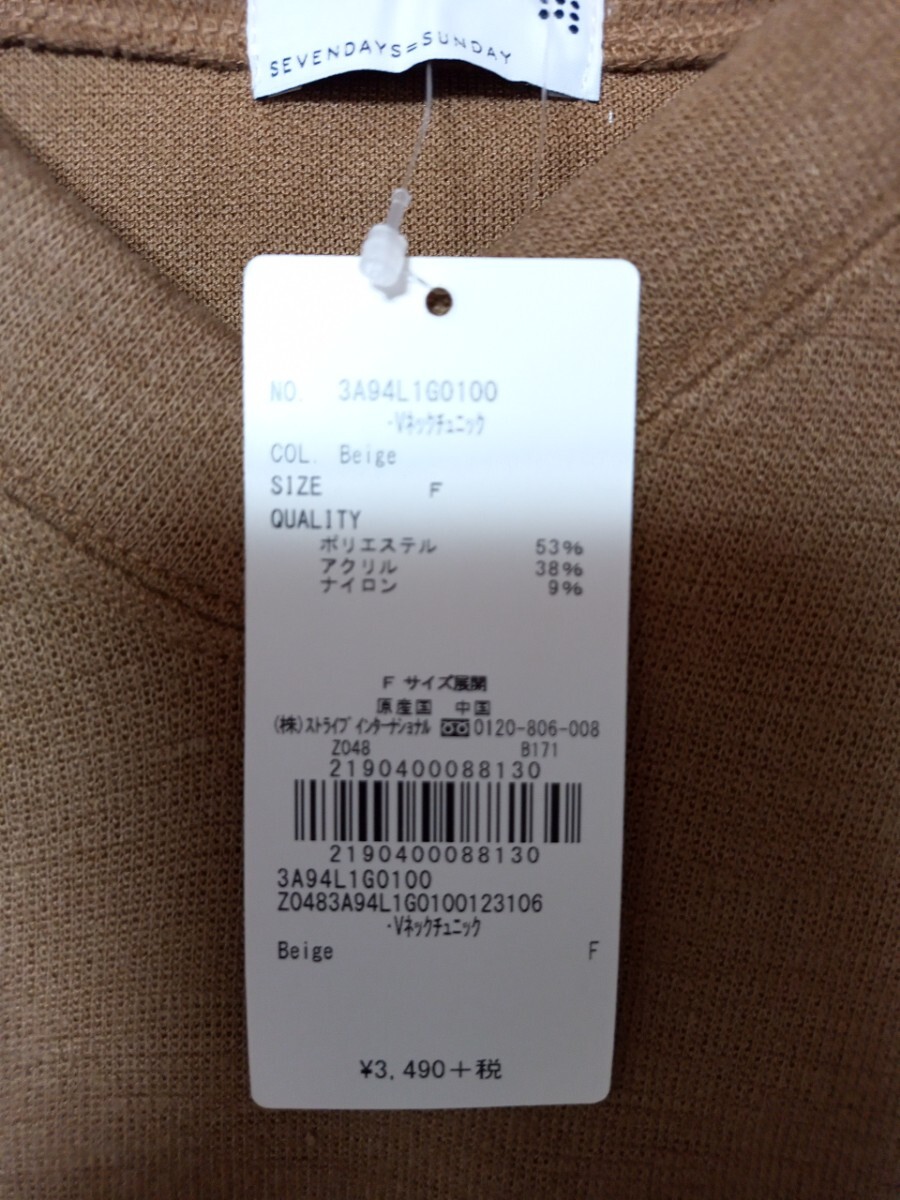 SEVENDAYS=SUNDAY
NO. 3A94L1G0100
・Vネックチュニック
COL. Beige
SIZE F
QUALITY
ポリエステル 53%
アクリル 38%
ナイロン 9%
F サイズ展開
原産国 中国
(株)ストライプインターナショナル 0120-806-008
Z048 B171
2190400088130
2190400088130
3A94L1G0100
Z0483A94L1G0100123106
・Vネックチュニック
Beige F
¥3,490+税